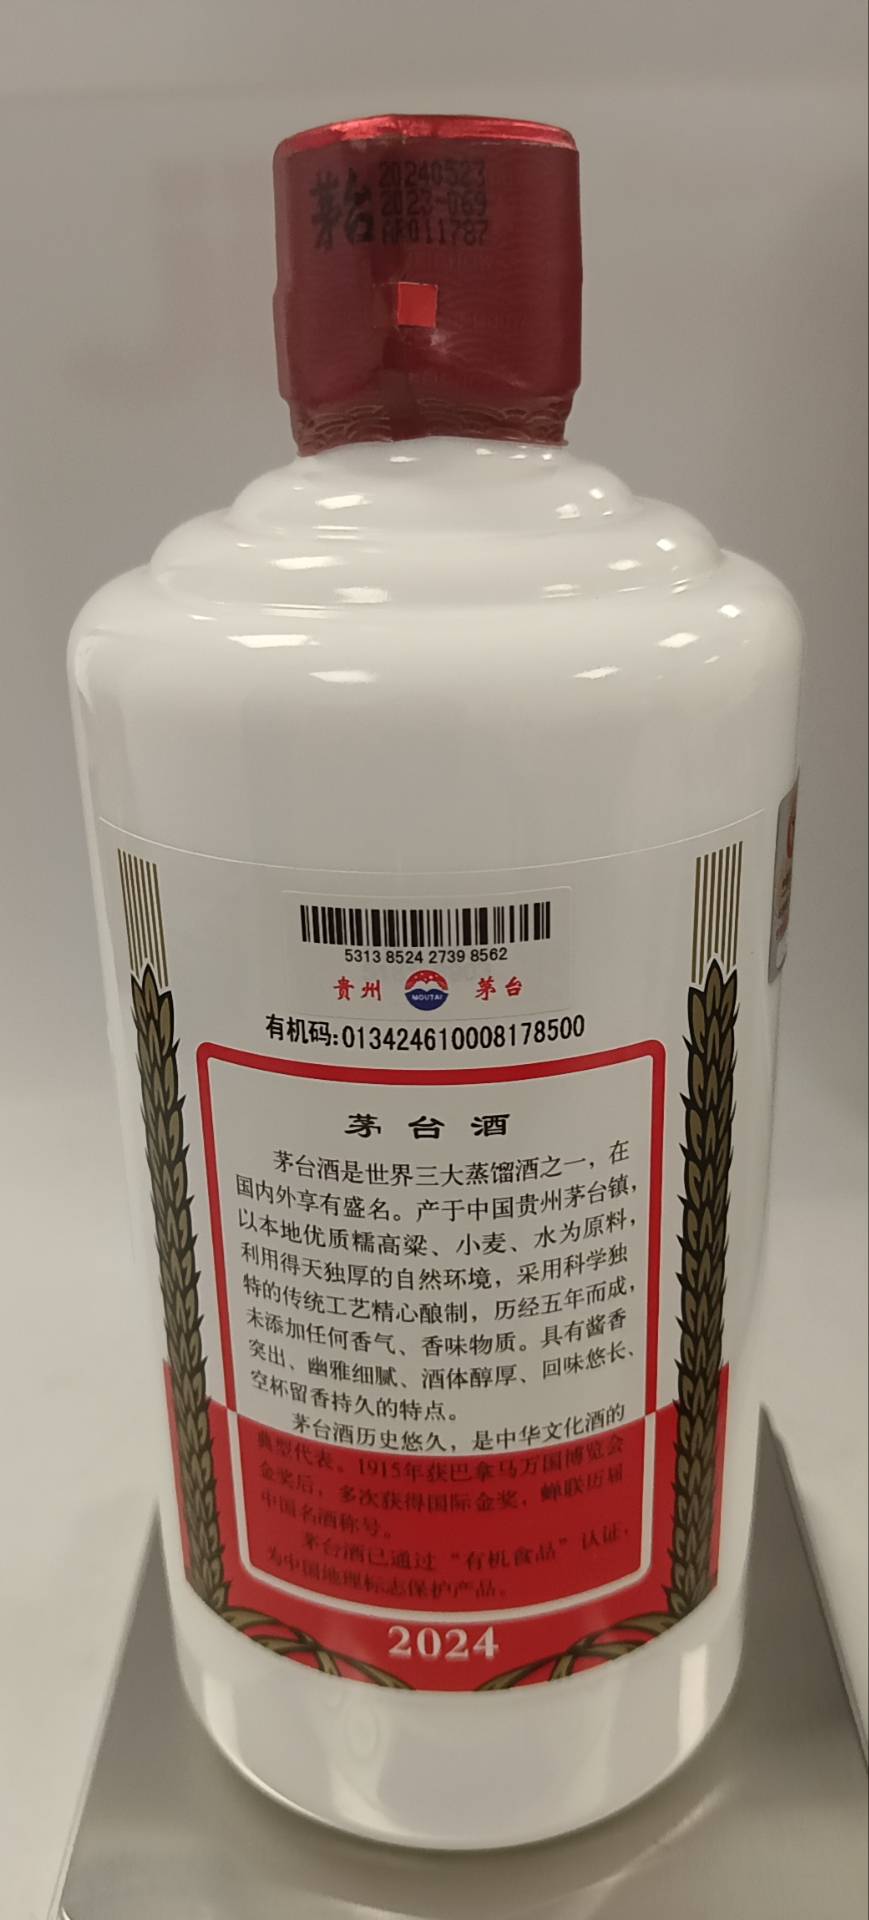 茅台
20240523
2023-069
AF011787
5313 8524 2739 8562
贵州 MOUTAI 茅台
有机码:013424610008178500
茅台酒
茅台酒是世界三大蒸馏酒之一，在
国内外享有盛名。产于中国贵州茅台镇，
以本地优质糯高粱、小麦、水为原料，
利用得天独厚的自然环境，采用科学独
特的传统工艺精心酿制，历经五年而成，
未添加任何香气、香味物质。具有酱香
突出、幽雅细腻、酒体醇厚、回味悠长、
空杯留香持久的特点。
茅台酒历史悠久，是中华文化酒的
典型代表。1915年获巴拿马万国博览会
金奖后，多次获得国际金奖，蝉联历届
中国名酒称号。
茅台酒已通过“有机食品”认证，
为中国地理标志保护产品。
2024